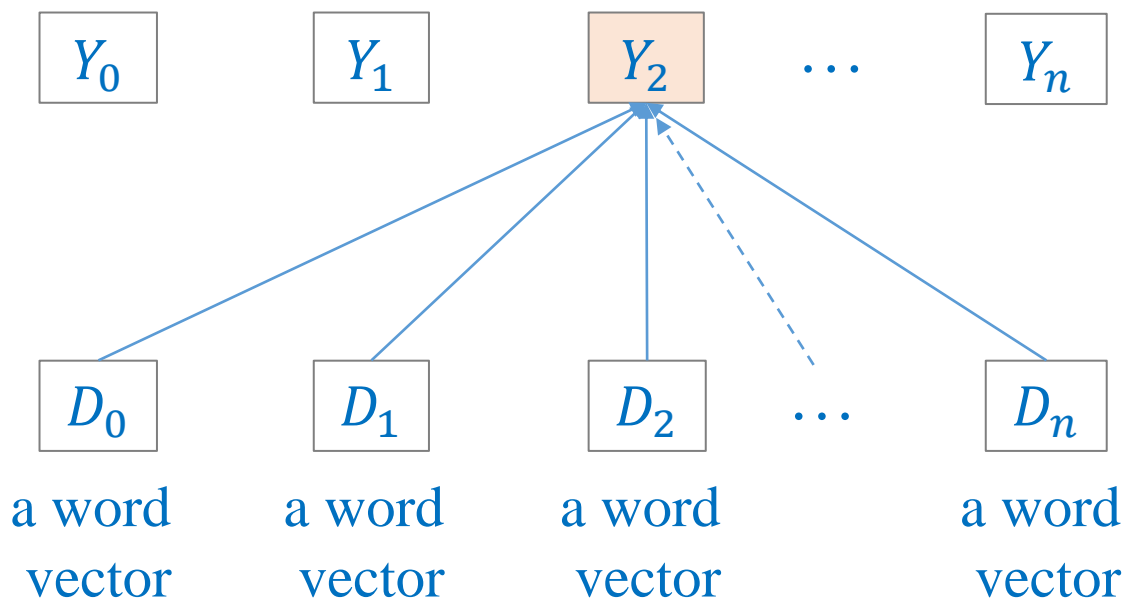 Y₀ Y₁ Y₂ ··· Yₙ
D₀ D₁ D₂ ··· Dₙ
a word a word a word a word
vector vector vector vector